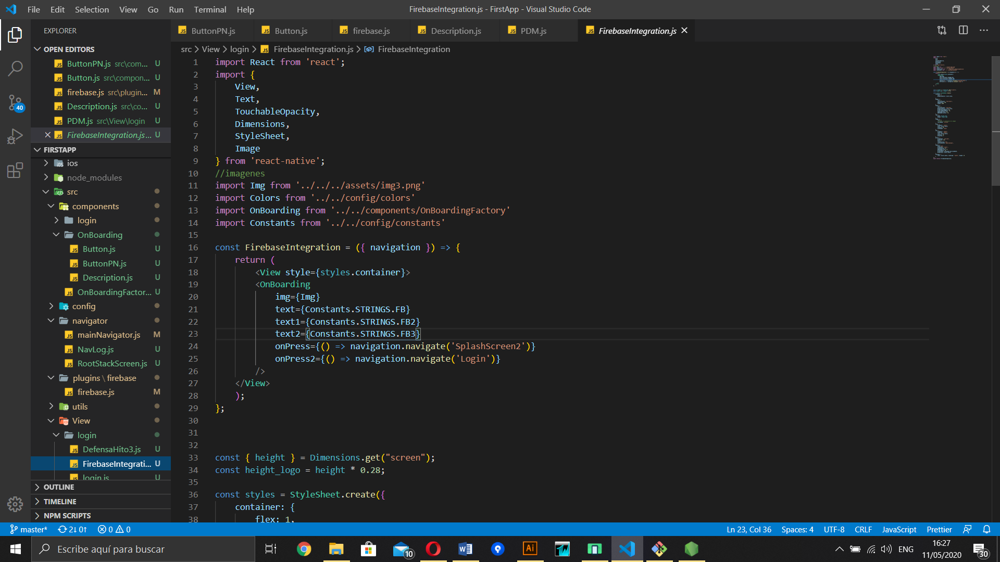 File Edit Selection View Go Run Terminal Help
FirebaseIntegration.js - FirstApp - Visual Studio Code
EXPLORER
OPEN EDITORS
ButtonPN.js src\com... U
Button.js src\compon... U
firebase.js src\plugin... M
Description.js src\co... U
PDM.js src\View\login U
FirebaseIntegration.js... U
FIRSTAPP
ios
node_modules
src
components
login
OnBoarding
Button.js U
ButtonPN.js U
Description.js U
OnBoardingFactor... U
config
navigator
mainNavigator.js M
NavLog.js U
RootStackScreen.js U
plugins \ firebase
firebase.js M
utils
View
login
DefensaHito3.js U
FirebaseIntegrati... U
login.js U
OUTLINE
TIMELINE
NPM SCRIPTS
40
ButtonPN.js Button.js firebase.js Description.js PDM.js FirebaseIntegration.js
src > View > login > FirebaseIntegration.js > FirebaseIntegration
1 import React from 'react';
2 import {
3 View,
4 Text,
5 TouchableOpacity,
6 Dimensions,
7 StyleSheet,
8 Image
9 } from 'react-native';
10 //imagenes
11 import Img from '../../../assets/img3.png'
12 import Colors from '../../config/colors'
13 import OnBoarding from '../../components/OnBoardingFactory'
14 import Constants from '../../config/constants'
15
16 const FirebaseIntegration = ({ navigation }) => {
17 return (
18 <View style={styles.container}>
19 <OnBoarding
20 img={Img}
21 text={Constants.STRINGS.FB}
22 text1={Constants.STRINGS.FB2}
23 text2={Constants.STRINGS.FB3}
24 onPress={() => navigation.navigate('SplashScreen2')}
25 onPress2={() => navigation.navigate('Login')}
26 />
27 </View>
28 );
29 };
30
31
32
33 const { height } = Dimensions.get("screen");
34 const height_logo = height * 0.28;
35
36 const styles = StyleSheet.create({
37 container: {
38 flex: 1,
master* 2↓ 0↑ 0 0
Ln 23, Col 36 Spaces: 4 UTF-8 CRLF JavaScript Prettier
Escribe aquí para buscar
10
ENG
16:27
11/05/2020
30